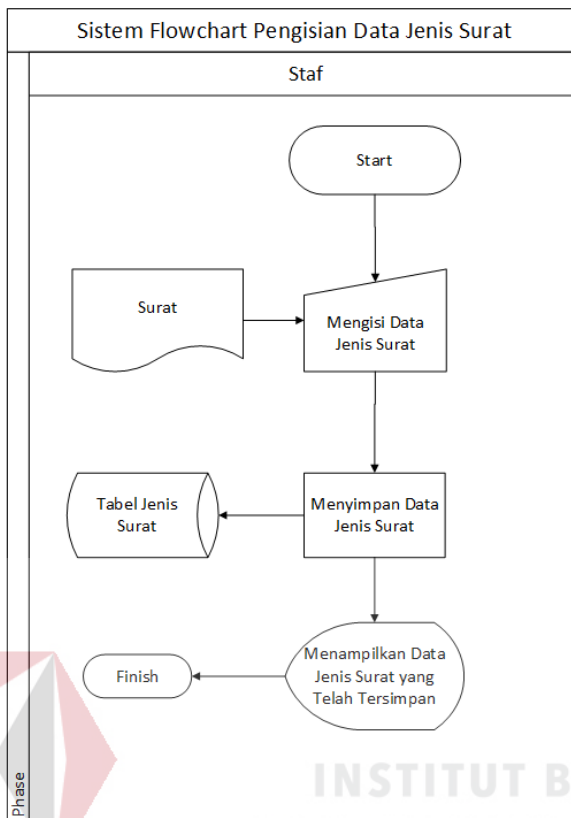 Sistem Flowchart Pengisian Data Jenis Surat
Staf
Start
Surat
Mengisi Data
Jenis Surat
Tabel Jenis
Surat
Menyimpan Data
Jenis Surat
Menampilkan Data
Jenis Surat yang
Telah Tersimpan
Finish
Phase
INSTITUT B